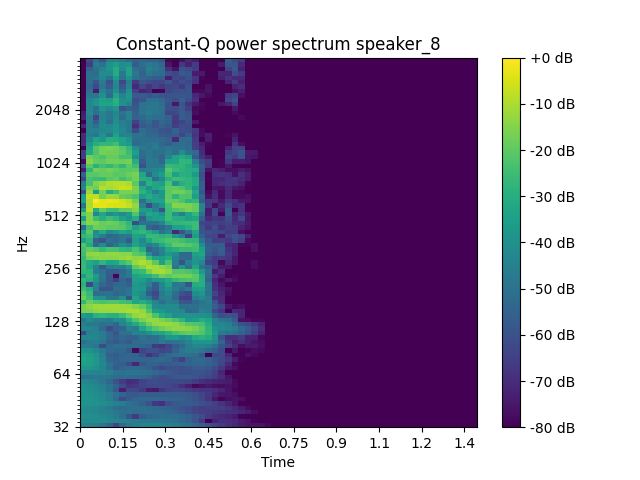 Constant-Q power spectrum speaker_8
Hz
2048
1024
512
256
128
64
32
0 0.15 0.3 0.45 0.6 0.75 0.9 1.1 1.2 1.4
Time
+0 dB
-10 dB
-20 dB
-30 dB
-40 dB
-50 dB
-60 dB
-70 dB
-80 dB